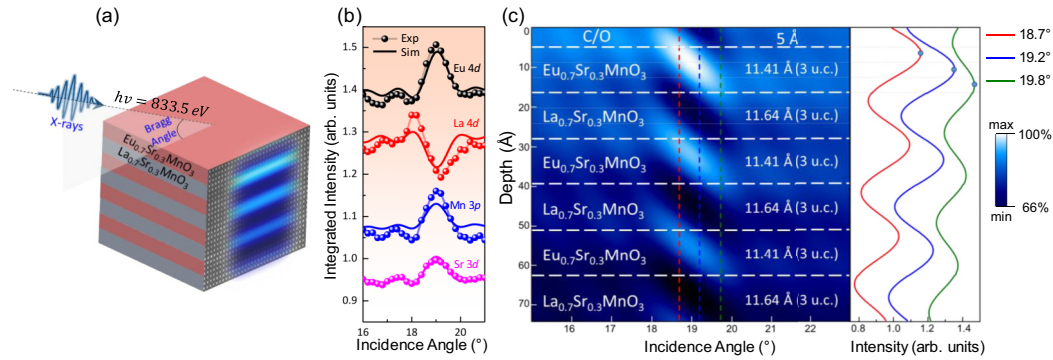 (a)
hν = 833.5 eV
X-rays
Bragg
Angle
Eu0.7Sr0.3MnO3
La0.7Sr0.3MnO3
(b)
Integrated Intensity (arb. units)
1.5
1.4
1.3
1.2
1.1
1.0
0.9
Exp
Sim
Eu 4d
La 4d
Mn 3p
Sr 3d
16 18 20
Incidence Angle (°)
(c)
Depth (Å)
0
10
20
30
40
50
60
70
C/O 5 Å
Eu0.7Sr0.3MnO3 11.41 Å (3 u.c.)
La0.7Sr0.3MnO3 11.64 Å (3 u.c.)
Eu0.7Sr0.3MnO3 11.41 Å (3 u.c.)
La0.7Sr0.3MnO3 11.64 Å (3 u.c.)
Eu0.7Sr0.3MnO3 11.41 Å (3 u.c.)
La0.7Sr0.3MnO3 11.64 Å (3 u.c.)
16 17 18 19 20 21 22
Incidence Angle (°)
0.8 1.0 1.2 1.4
Intensity (arb. units)
18.7°
19.2°
19.8°
max 100%
min 66%